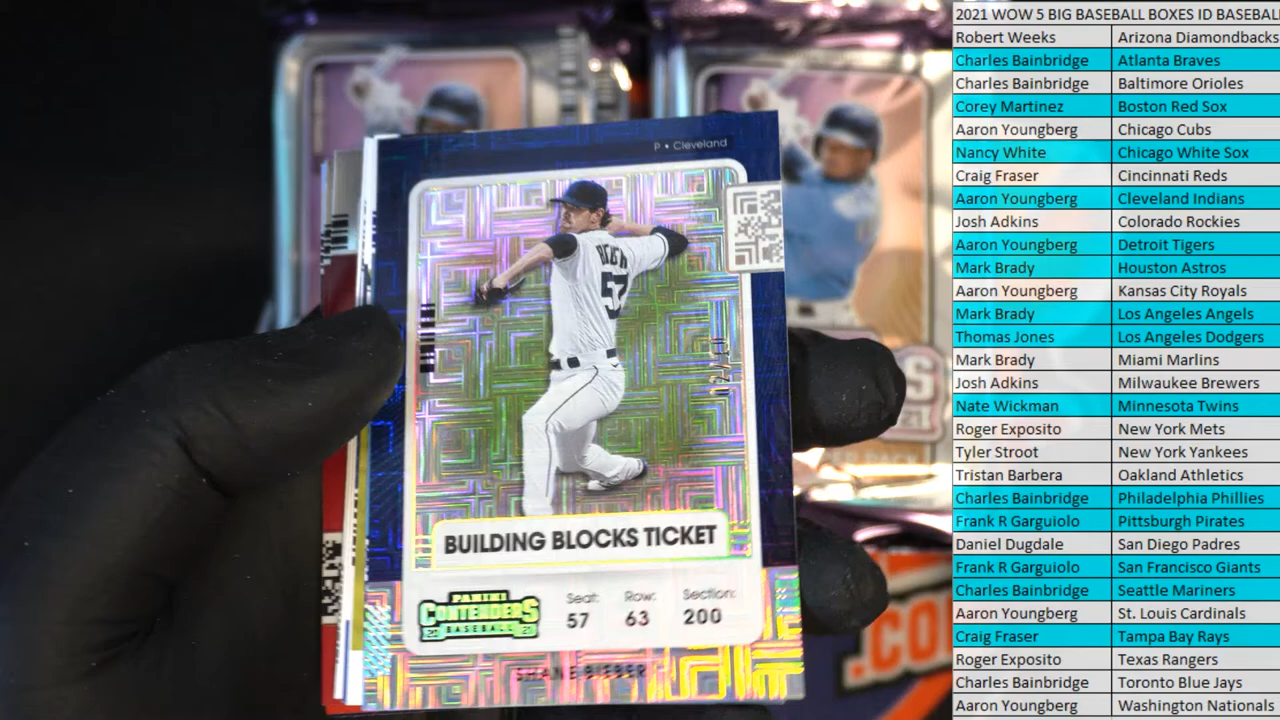 P • Cleveland
BIEBER
57
BUILDING BLOCKS TICKET
PANINI
CONTENDERS
BASEBALL
Seat: Row: Section:
57 63 200
SHANE BIEBER
.CO
2021 WOW 5 BIG BASEBALL BOXES ID BASEBAL
Robert Weeks Arizona Diamondbacks
Charles Bainbridge Atlanta Braves
Charles Bainbridge Baltimore Orioles
Corey Martinez Boston Red Sox
Aaron Youngberg Chicago Cubs
Nancy White Chicago White Sox
Craig Fraser Cincinnati Reds
Aaron Youngberg Cleveland Indians
Josh Adkins Colorado Rockies
Aaron Youngberg Detroit Tigers
Mark Brady Houston Astros
Aaron Youngberg Kansas City Royals
Mark Brady Los Angeles Angels
Thomas Jones Los Angeles Dodgers
Mark Brady Miami Marlins
Josh Adkins Milwaukee Brewers
Nate Wickman Minnesota Twins
Roger Exposito New York Mets
Tyler Stroot New York Yankees
Tristan Barbera Oakland Athletics
Charles Bainbridge Philadelphia Phillies
Frank R Garguiolo Pittsburgh Pirates
Daniel Dugdale San Diego Padres
Frank R Garguiolo San Francisco Giants
Charles Bainbridge Seattle Mariners
Aaron Youngberg St. Louis Cardinals
Craig Fraser Tampa Bay Rays
Roger Exposito Texas Rangers
Charles Bainbridge Toronto Blue Jays
Aaron Youngberg Washington Nationals